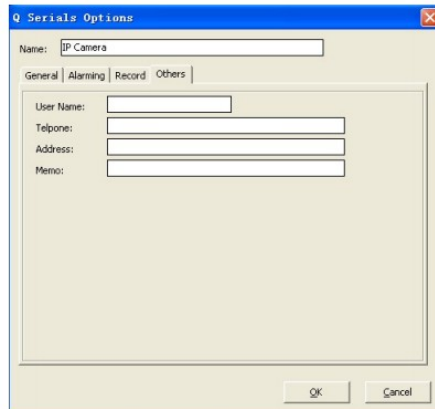 Q Serials Options
Name: IP Camera
General Alarming Record Others
User Name:
Telpone:
Address:
Memo:
OK Cancel